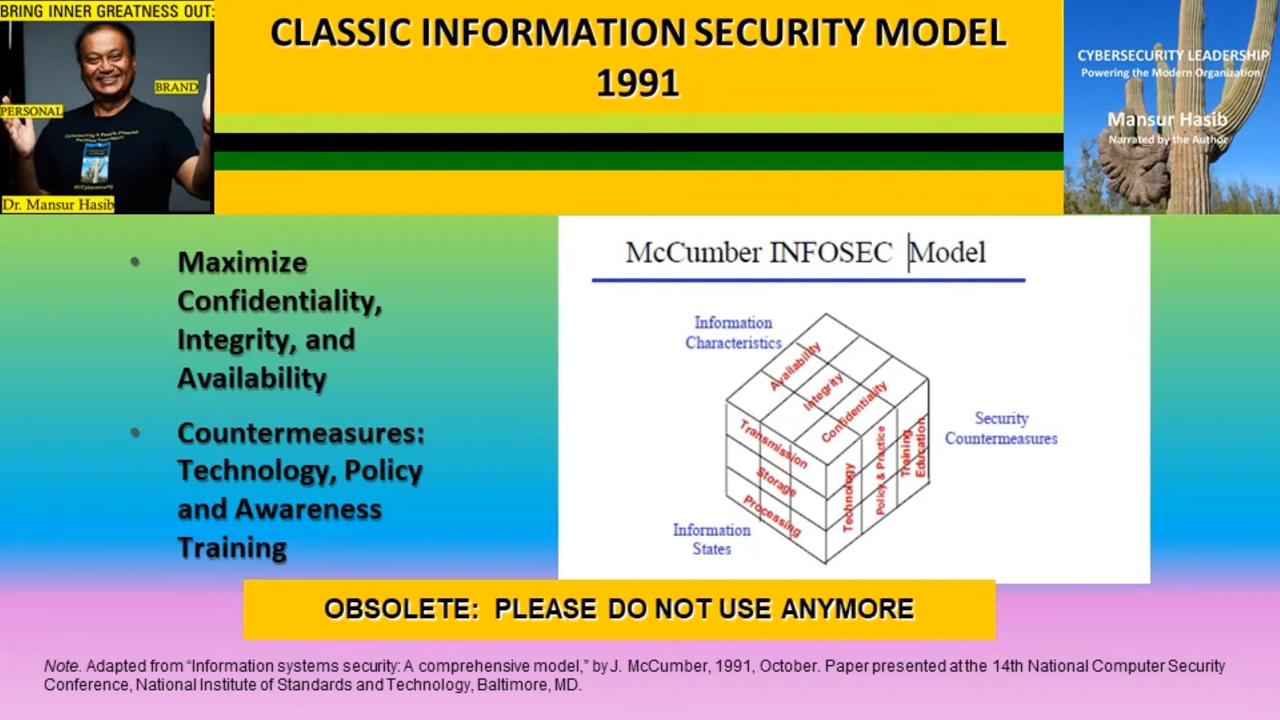 BRING INNER GREATNESS OUT:
BRAND
PERSONAL
Dr. Mansur Hasib
CLASSIC INFORMATION SECURITY MODEL
1991
CYBERSECURITY LEADERSHIP
Powering the Modern Organization
Mansur Hasib
Narrated by the Author
• Maximize
Confidentiality,
Integrity, and
Availability
• Countermeasures:
Technology, Policy
and Awareness
Training
McCumber INFOSEC Model
Information
Characteristics
Availability
Integrity
Confidentiality
Transmission
Storage
Processing
Technology
Policy & Practice
Training
Education
Security
Countermeasures
Information
States
OBSOLETE: PLEASE DO NOT USE ANYMORE
Note. Adapted from “Information systems security: A comprehensive model,” by J. McCumber, 1991, October. Paper presented at the 14th National Computer Security
Conference, National Institute of Standards and Technology, Baltimore, MD.